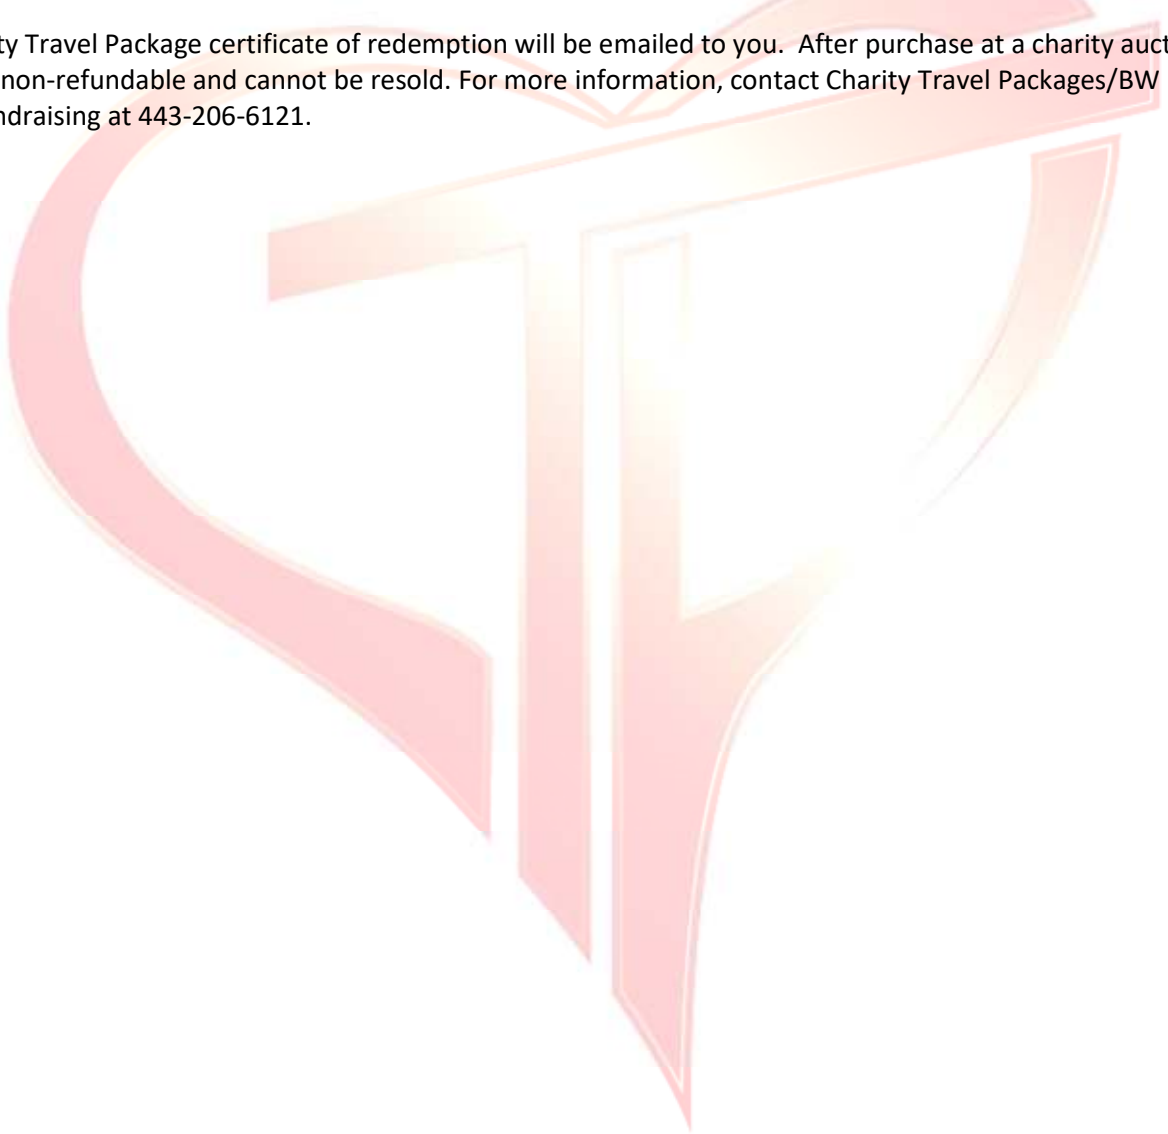 ty Travel Package certificate of redemption will be emailed to you.  After purchase at a charity auct
non-refundable and cannot be resold. For more information, contact Charity Travel Packages/BW
ndraising at 443-206-6121.